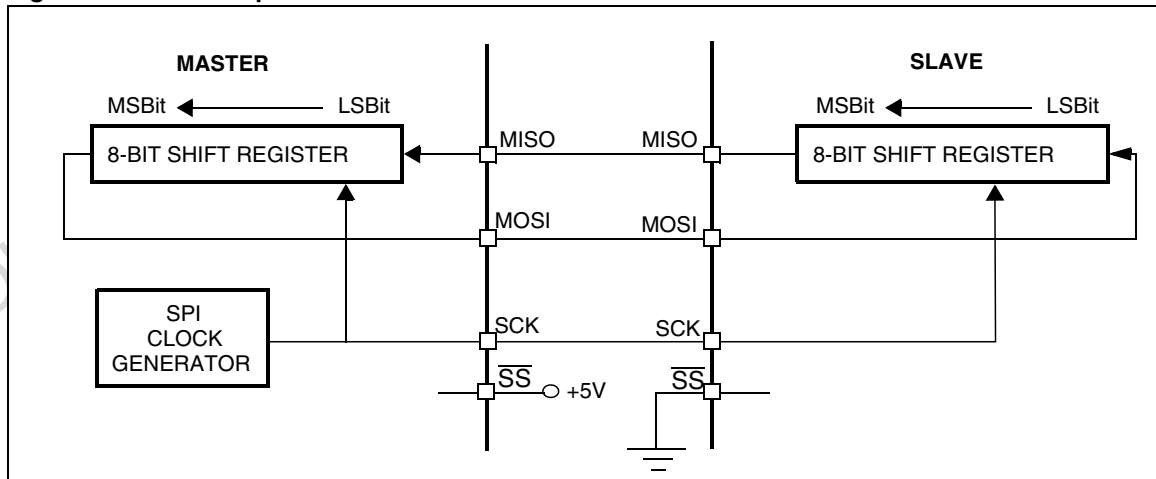 MASTER
SLAVE
MSBit LSBit
MSBit LSBit
8-BIT SHIFT REGISTER
MISO MISO
8-BIT SHIFT REGISTER
MOSI MOSI
SPI
CLOCK
GENERATOR
SCK SCK
SS +5V
SS